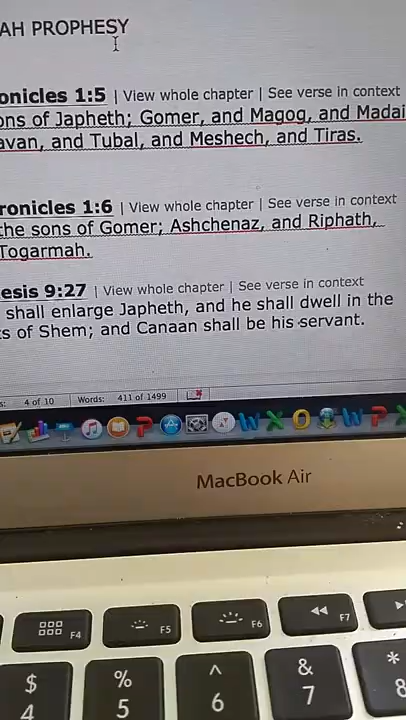 AH PROPHESY
onicles 1:5 | View whole chapter | See verse in context
ons of Japheth; Gomer, and Magog, and Madai
avan, and Tubal, and Meshech, and Tiras.
ronicles 1:6 | View whole chapter | See verse in context
the sons of Gomer; Ashchenaz, and Riphath,
Togarmah.
esis 9:27 | View whole chapter | See verse in context
shall enlarge Japheth, and he shall dwell in the
s of Shem; and Canaan shall be his servant.
s: 4 of 10 Words: 411 of 1499
MacBook Air
F4 F5 F6 F7
$ % ^ & *
4 5 6 7 8